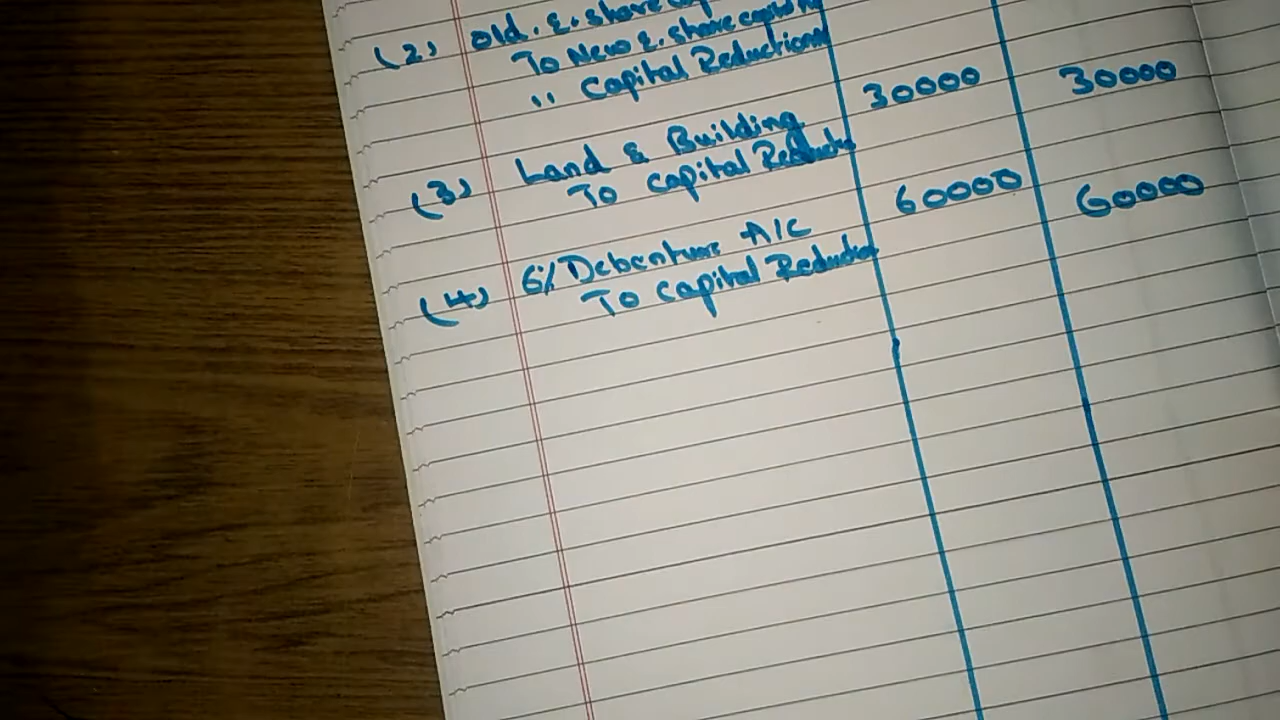 (2) Old. E. share
To New E. share capital
,, Capital Reduction
30000 30000
(3) Land & Building
To Capital Reduction
60000 60000
(4) 6% Debenture A/C
To Capital Reduction